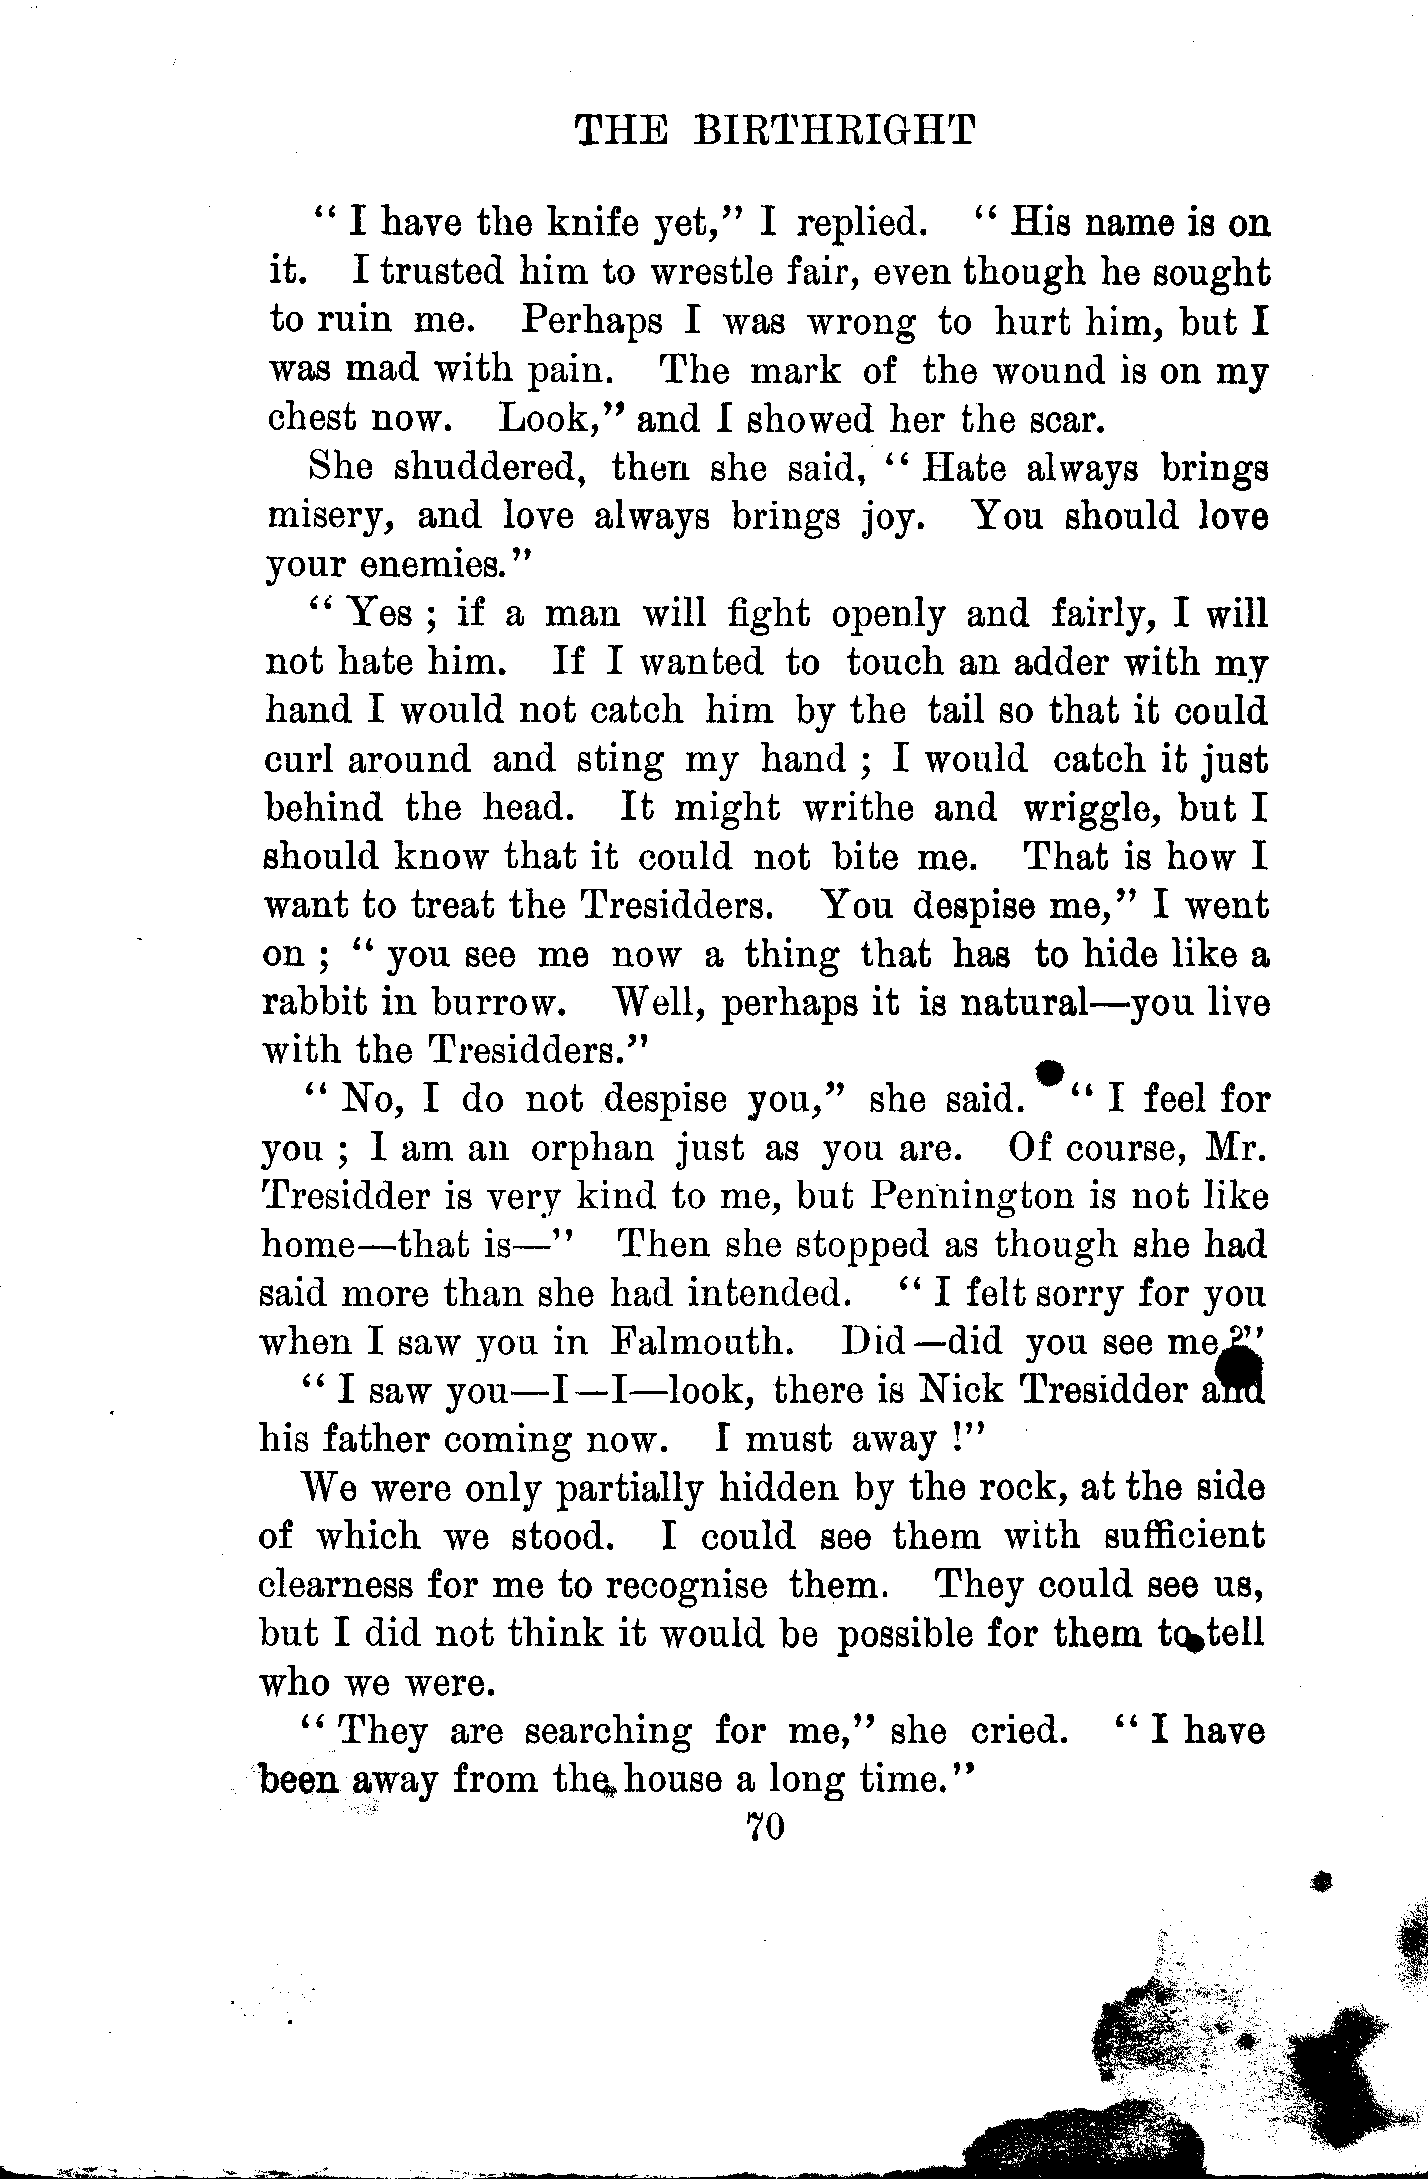 THE BIRTHRIGHT
“ I have the knife yet,” I replied. “ His name is on
it. I trusted him to wrestle fair, even though he sought
to ruin me. Perhaps I was wrong to hurt him, but I
was mad with pain. The mark of the wound is on my
chest now. Look,” and I showed her the scar.
She shuddered, then she said, “ Hate always brings
misery, and love always brings joy. You should love
your enemies.”
“ Yes ; if a man will fight openly and fairly, I will
not hate him. If I wanted to touch an adder with my
hand I would not catch him by the tail so that it could
curl around and sting my hand ; I would catch it just
behind the head. It might writhe and wriggle, but I
should know that it could not bite me. That is how I
want to treat the Tresidders. You despise me,” I went
on ; “ you see me now a thing that has to hide like a
rabbit in burrow. Well, perhaps it is natural—you live
with the Tresidders.”
“ No, I do not despise you,” she said. “ I feel for
you ; I am an orphan just as you are. Of course, Mr.
Tresidder is very kind to me, but Pennington is not like
home—that is—” Then she stopped as though she had
said more than she had intended. “ I felt sorry for you
when I saw you in Falmouth. Did—did you see me?”
“ I saw you—I—I—look, there is Nick Tresidder and
his father coming now. I must away !”
We were only partially hidden by the rock, at the side
of which we stood. I could see them with sufficient
clearness for me to recognise them. They could see us,
but I did not think it would be possible for them to tell
who we were.
“ They are searching for me,” she cried. “ I have
been away from the house a long time.”
70